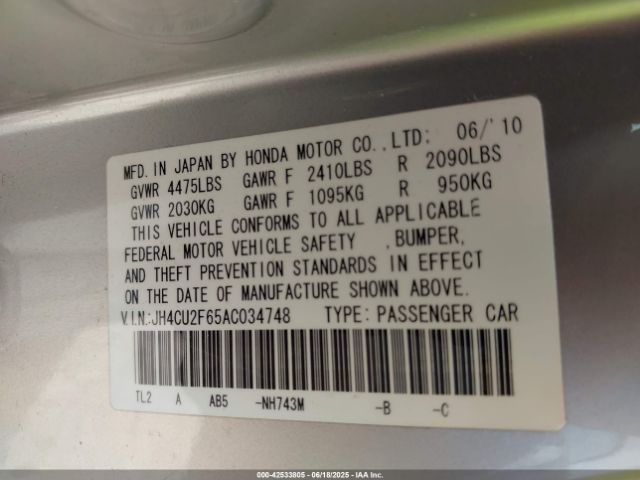 MFD. IN JAPAN BY HONDA MOTOR CO., LTD: 06/'10
GVWR 4475LBS GAWR F 2410LBS R 2090LBS
GVWR 2030KG GAWR F 1095KG R 950KG
THIS VEHICLE CONFORMS TO ALL APPLICABLE
FEDERAL MOTOR VEHICLE SAFETY , BUMPER,
AND THEFT PREVENTION STANDARDS IN EFFECT
ON THE DATE OF MANUFACTURE SHOWN ABOVE.
V.I.N.:JH4CU2F65AC034748 TYPE: PASSENGER CAR
TL2 A AB5 -NH743M -B -C
000-42533805 - 06/18/2025 - IAA Inc.